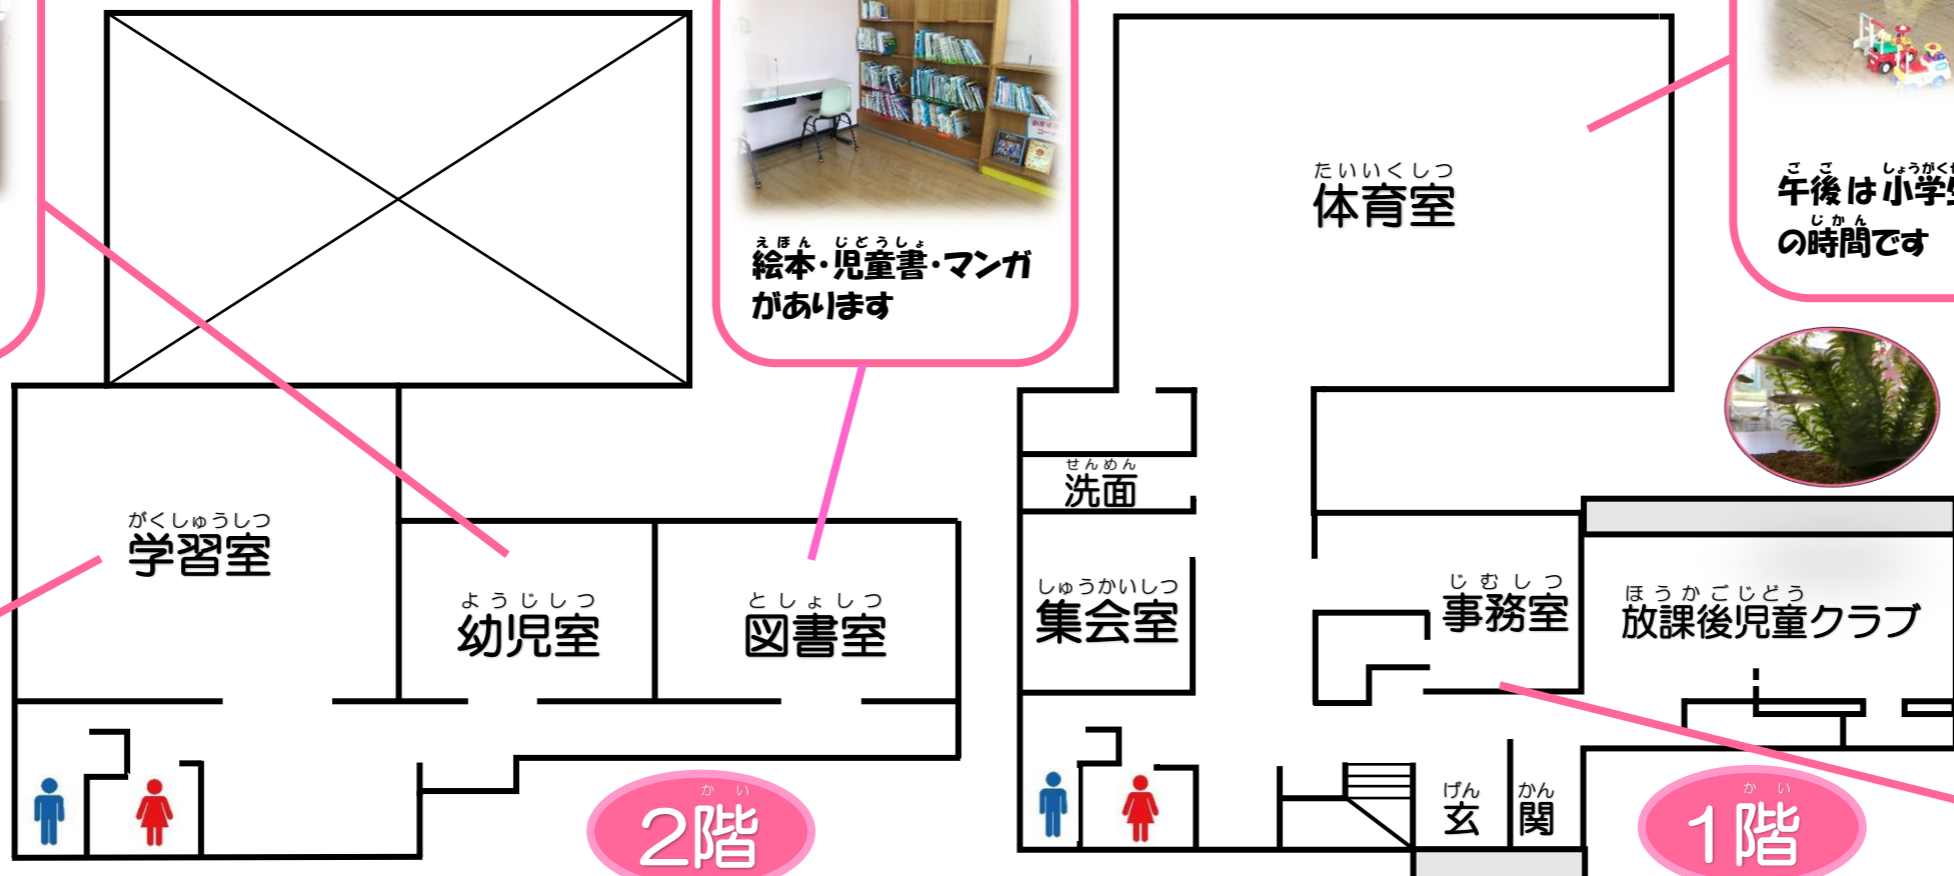 えほん じどうしょ
絵本・児童書・マンガ
があります
がくしゅうしつ
学習室
ようじしつ
幼児室
としょしつ
図書室
かい
2階
たいいくしつ
体育室
ごご しょうがく
午後は小学生
じかん
の時間です
せんめん
洗面
しゅうかいしつ
集会室
じむしつ
事務室
ほうかごじどう
放課後児童クラブ
げん かん
玄関
かい
1階